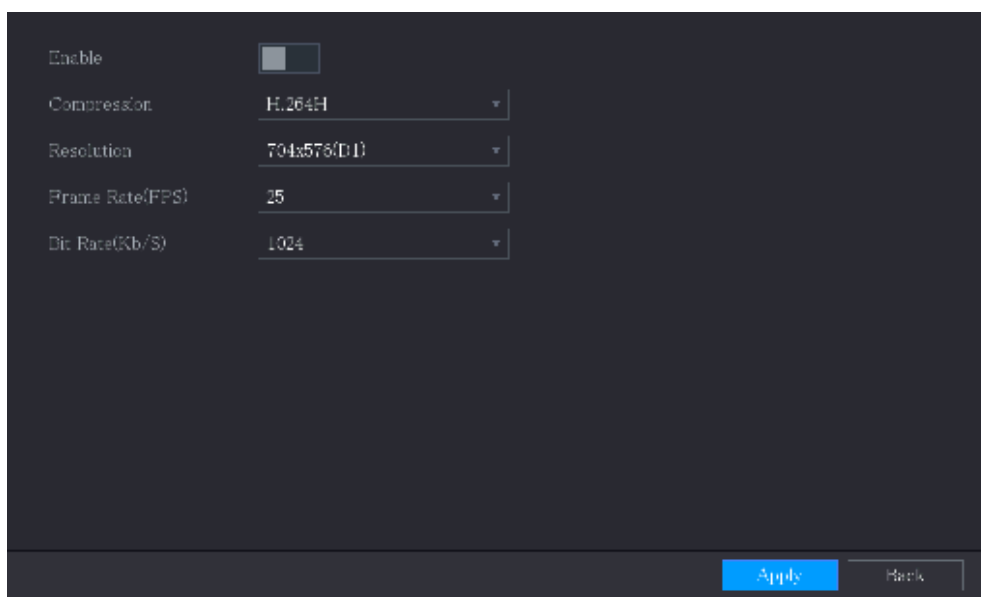 Enable
Compression H.264H
Resolution 704x576(D1)
Frame Rate(FPS) 25
Bit Rate(Kb/S) 1024
Apply Back